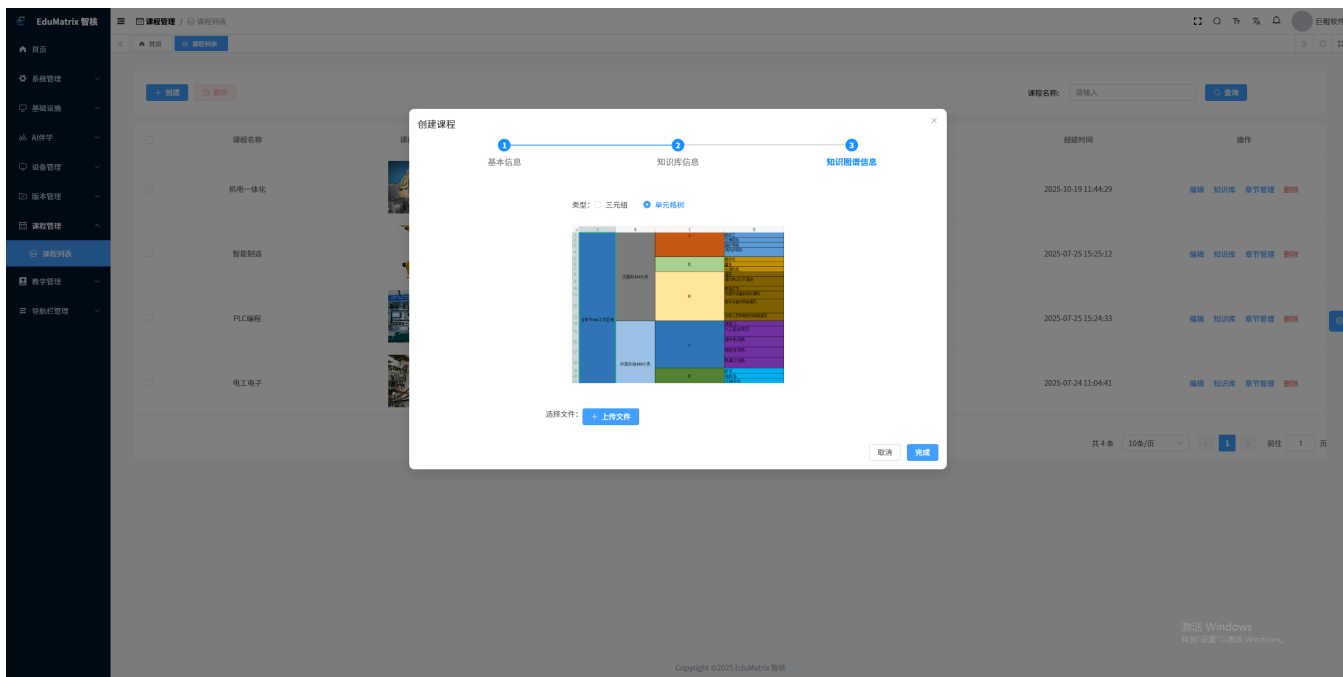 EduMatrix 智核
课程管理 / 课程列表
首页
系统管理
基础设施
AI伴学
设备管理
版本管理
课程管理
课程列表
教学管理
导航栏管理
首页
课程列表
+ 创建
删除
课程名称: 请输入
查询
课程名称
创建时间
操作
机电一体化
2025-10-19 11:44:29
编辑 知识库 章节管理 删除
智能制造
2025-07-25 15:25:12
编辑 知识库 章节管理 删除
PLC编程
2025-07-25 15:24:33
编辑 知识库 章节管理 删除
电工电子
2025-07-24 11:04:41
编辑 知识库 章节管理 删除
共 4 条 10条/页 1 前往 1 页
创建课程
1 2 3
基本信息 知识库信息 知识图谱信息
类型: 三元组 单元格树
选择文件: + 上传文件
取消 完成
激活 Windows
转到"设置"以激活 Windows。
Copyright ©2025 EduMatrix 智核